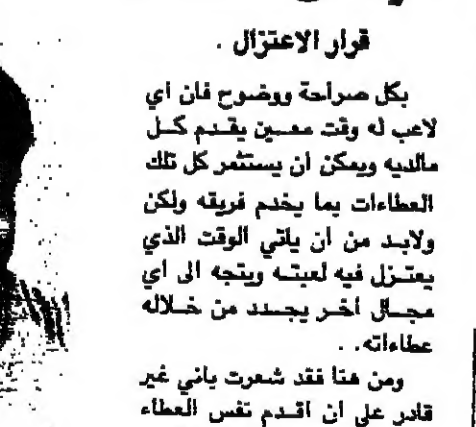 قرار الاعتزال .
بكل صراحة ووضوح فان اي
لاعب له وقت معين يقدم كل
مالديه ويمكن ان يستثمر كل تلك
العطاءات بما يخدم فريقه ولكن
ولابد من ان ياتي الوقت الذي
يعتزل فيه لعبته ويتجه الى اي
مجال اخر يجدد من خلاله
عطاءاته. .
ومن هنا فقد شعرت باني غير
قادر على ان اقدم نفس العطاء